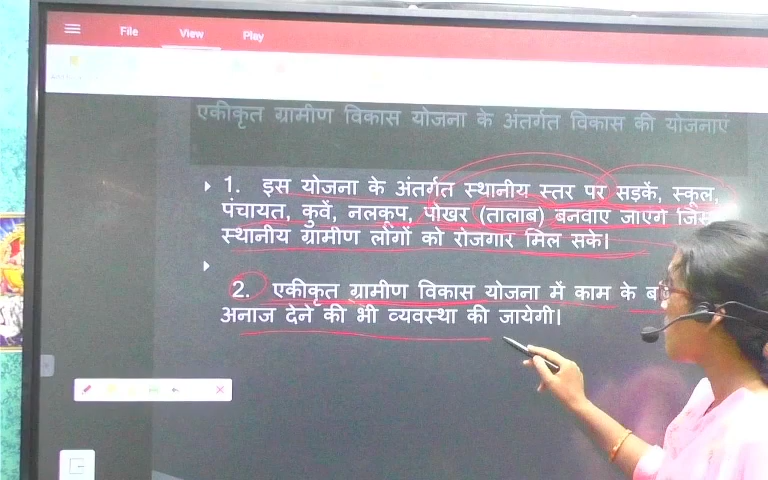 File View Play
एकीकृत ग्रामीण विकास योजना के अंतर्गत विकास की योजनाएं
1. इस योजना के अंतर्गत स्थानीय स्तर पर सड़कें, स्कूल,
पंचायत, कुवें, नलकूप, पोखर (तालाब) बनवाए जाएगें
स्थानीय ग्रामीण लोगों को रोजगार मिल सके।
2. एकीकृत ग्रामीण विकास योजना में काम के
अनाज देने की भी व्यवस्था की जायेगी।